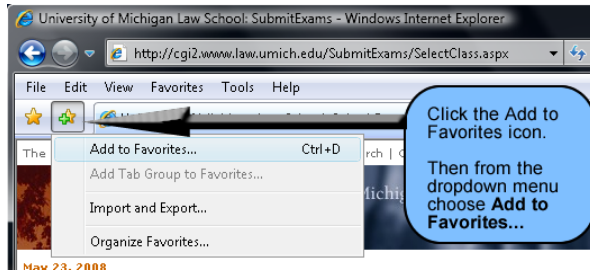 University of Michigan Law School: SubmitExams - Windows Internet Explorer
http://cgi2.www.law.umich.edu/SubmitExams/SelectClass.aspx
File Edit View Favorites Tools Help
Click the Add to
Favorites icon.
Then from the
dropdown menu
choose Add to
Favorites...
The
Add to Favorites... Ctrl+D
rch |
Add Tab Group to Favorites...
Michig
Import and Export...
Organize Favorites...
May 23, 2008